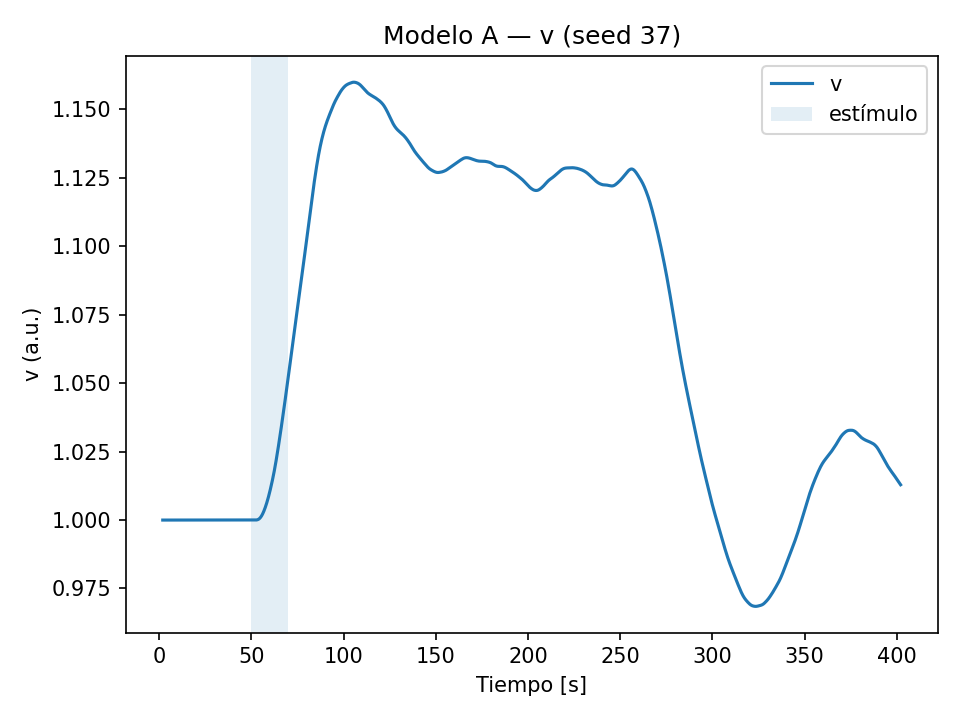 Modelo A — v (seed 37)
v
estímulo
v (a.u.)
1.150
1.125
1.100
1.075
1.050
1.025
1.000
0.975
0 50 100 150 200 250 300 350 400
Tiempo [s]